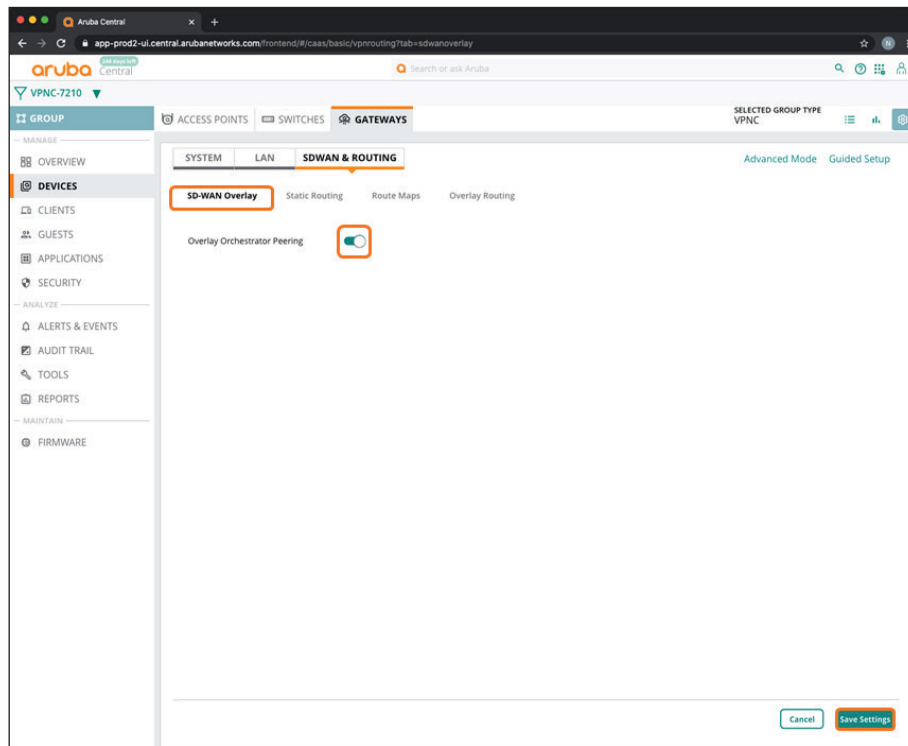 Aruba Central
app-prod2-ui.central.arubanetworks.com/frontend/#/caas/basic/vpnrouting?tab=sdwanoverlay
N
aruba Central
Search or ask Aruba
VPNC-7210
GROUP
ACCESS POINTS SWITCHES GATEWAYS
SELECTED GROUP TYPE
VPNC
MANAGE
OVERVIEW
DEVICES
CLIENTS
GUESTS
APPLICATIONS
SECURITY
ANALYZE
ALERTS & EVENTS
AUDIT TRAIL
TOOLS
REPORTS
MAINTAIN
FIRMWARE
SYSTEM LAN SDWAN & ROUTING
Advanced Mode Guided Setup
SD-WAN Overlay Static Routing Route Maps Overlay Routing
Overlay Orchestrator Peering
Cancel Save Settings